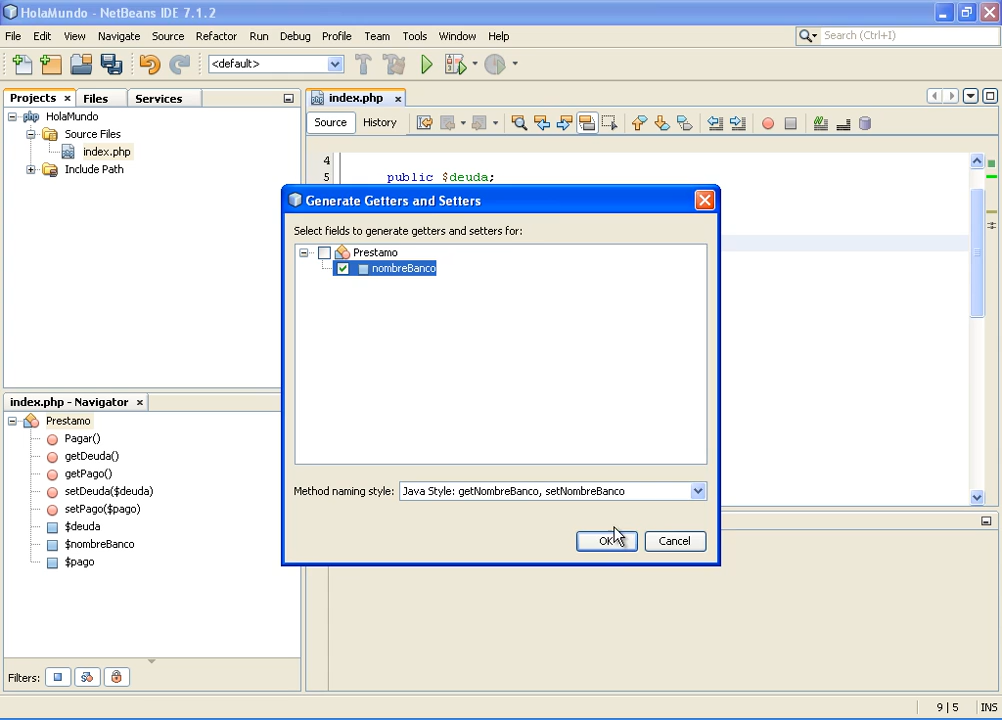 HolaMundo - NetBeans IDE 7.1.2
File Edit View Navigate Source Refactor Run Debug Profile Team Tools Window Help
Search (Ctrl+I)
<default>
Projects Files Services
index.php
HolaMundo
Source Files
index.php
Include Path
Source History
4
5 public $deuda;
Generate Getters and Setters
Select fields to generate getters and setters for:
Prestamo
nombreBanco
Method naming style: Java Style: getNombreBanco, setNombreBanco
OK Cancel
index.php - Navigator
Prestamo
Pagar()
getDeuda()
getPago()
setDeuda($deuda)
setPago($pago)
$deuda
$nombreBanco
$pago
Filters:
9|5 INS